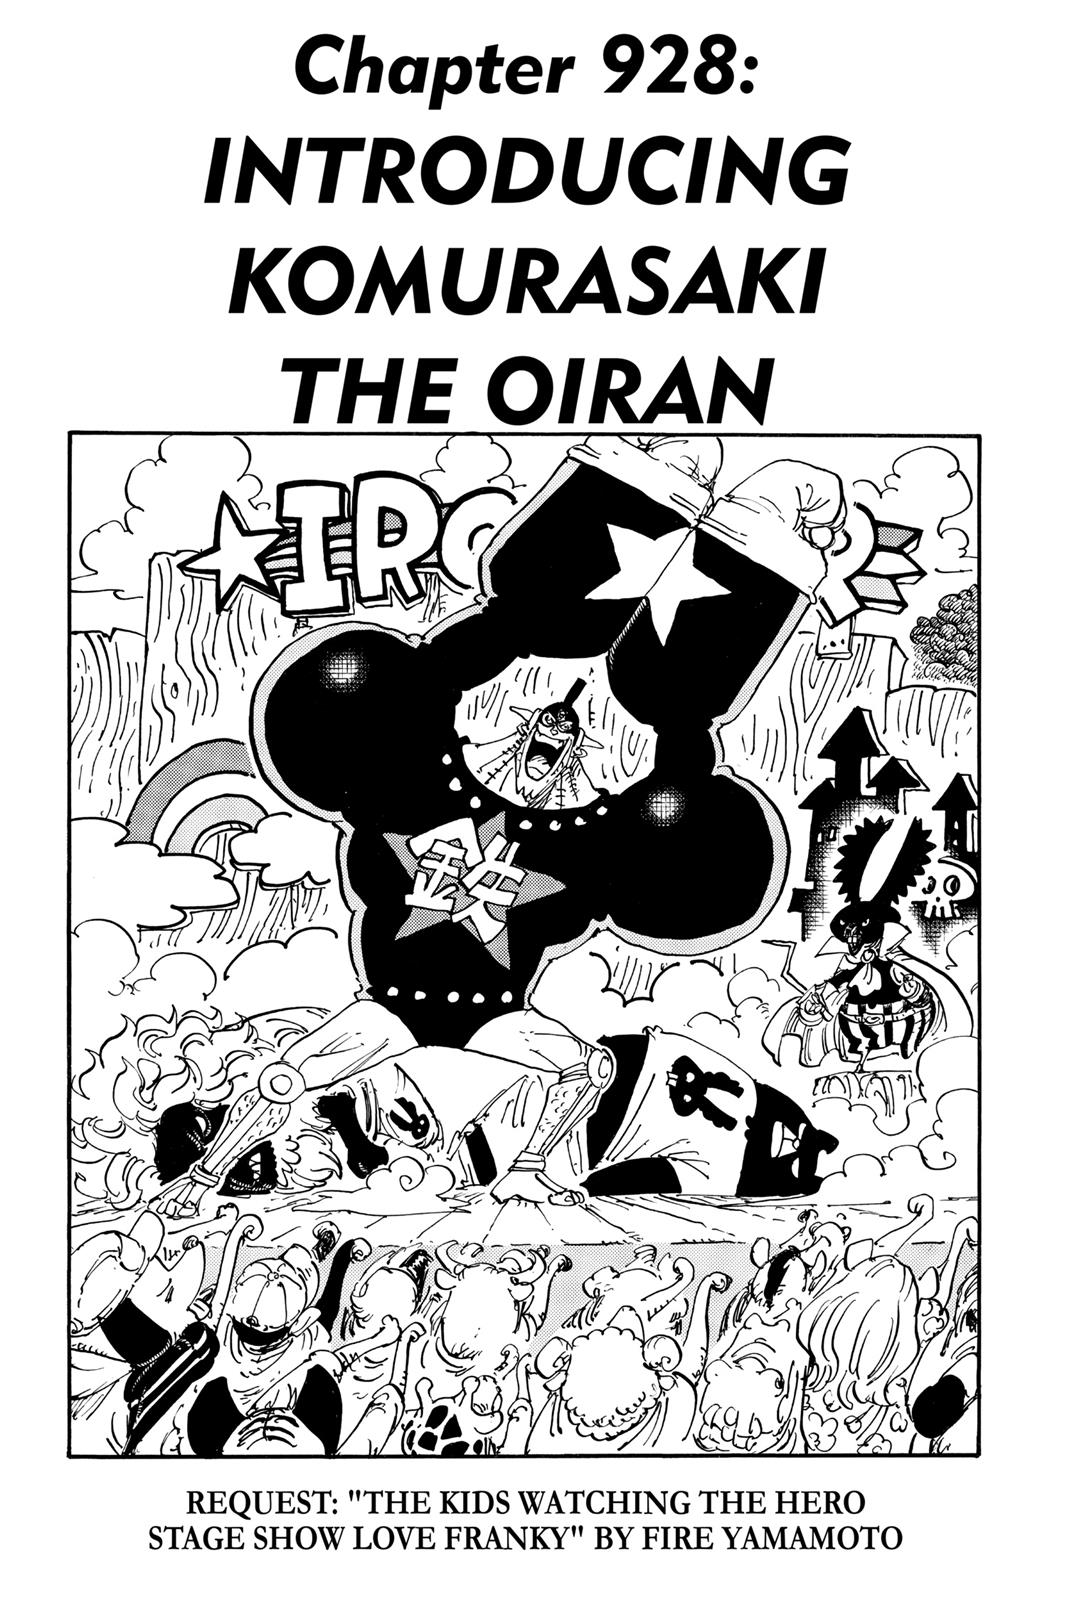 Chapter 928:
INTRODUCING
KOMURASAKI
THE OIRAN
IRO
鉄
REQUEST: "THE KIDS WATCHING THE HERO
STAGE SHOW LOVE FRANKY" BY FIRE YAMAMOTO